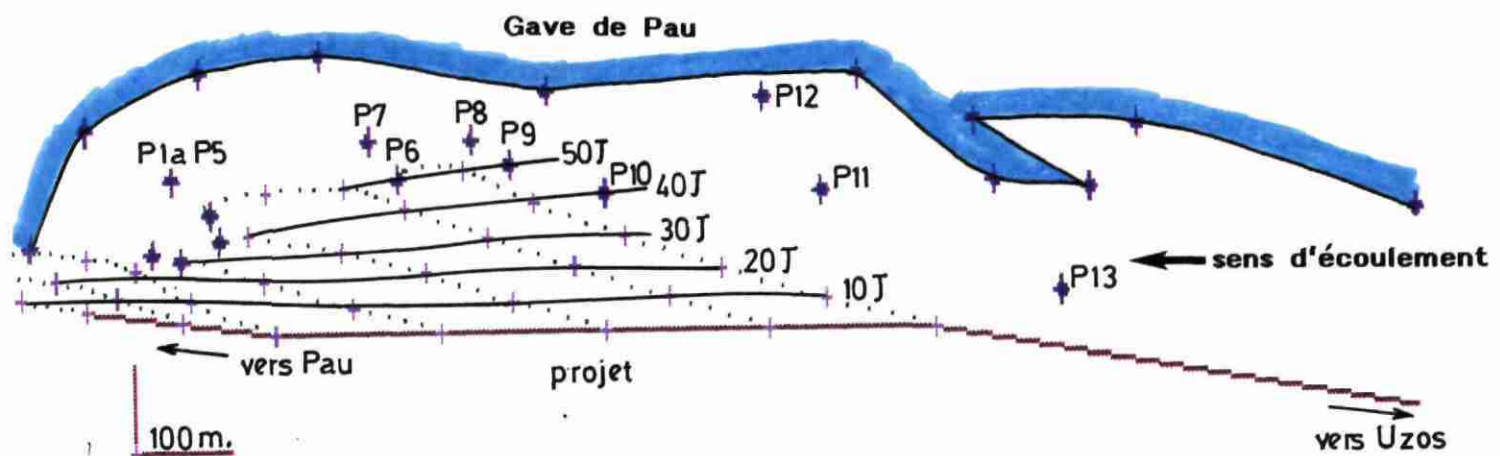 Gave de Pau
P12
P7
P8
P9
P1a P5
P6
50J
P10
40J
P11
30J
sens d'écoulement
20J
P13
10J
vers Pau
projet
100m.
vers Uzos